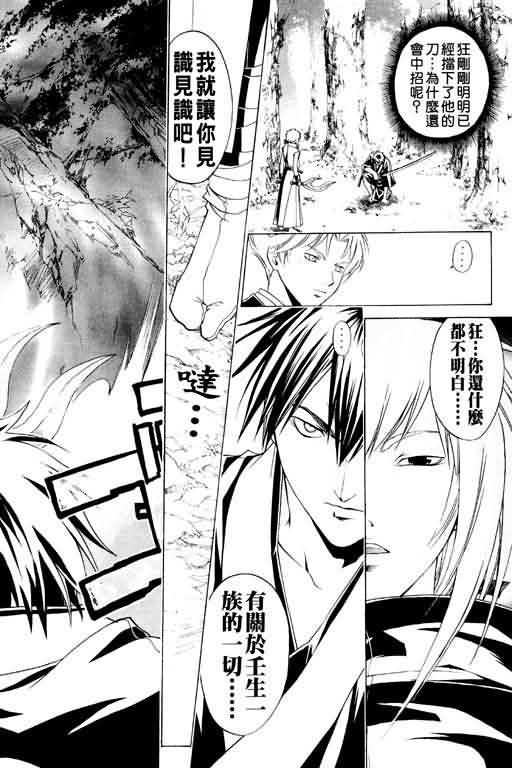 狂剛剛明明已
經擋下了他的
刀…為什麼還
會中招呢？
……
狂…你還什麼
都不明白……
……
有關於壬生一
族的一切……
我就讓你見
識見識吧！
噠……